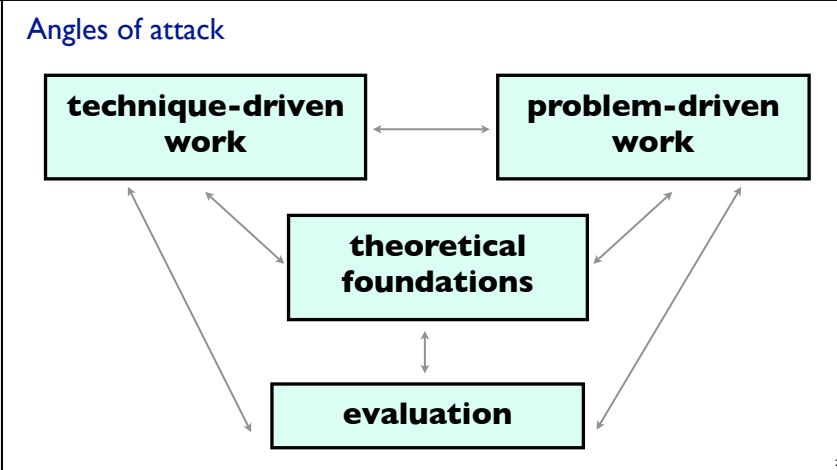 Angles of attack
technique-driven
work
problem-driven
work
theoretical
foundations
evaluation